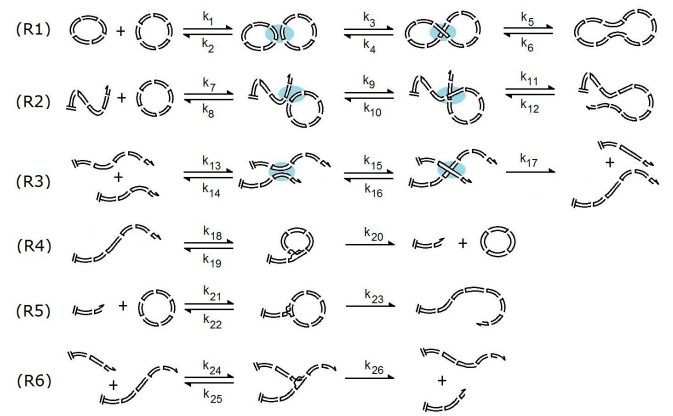 (R1) + k1 k2 k3 k4 k5 k6
(R2) + k7 k8 k9 k10 k11 k12
(R3) + k13 k14 k15 k16 k17 +
(R4) k18 k19 k20 +
(R5) + k21 k22 k23
(R6) + k24 k25 k26 +